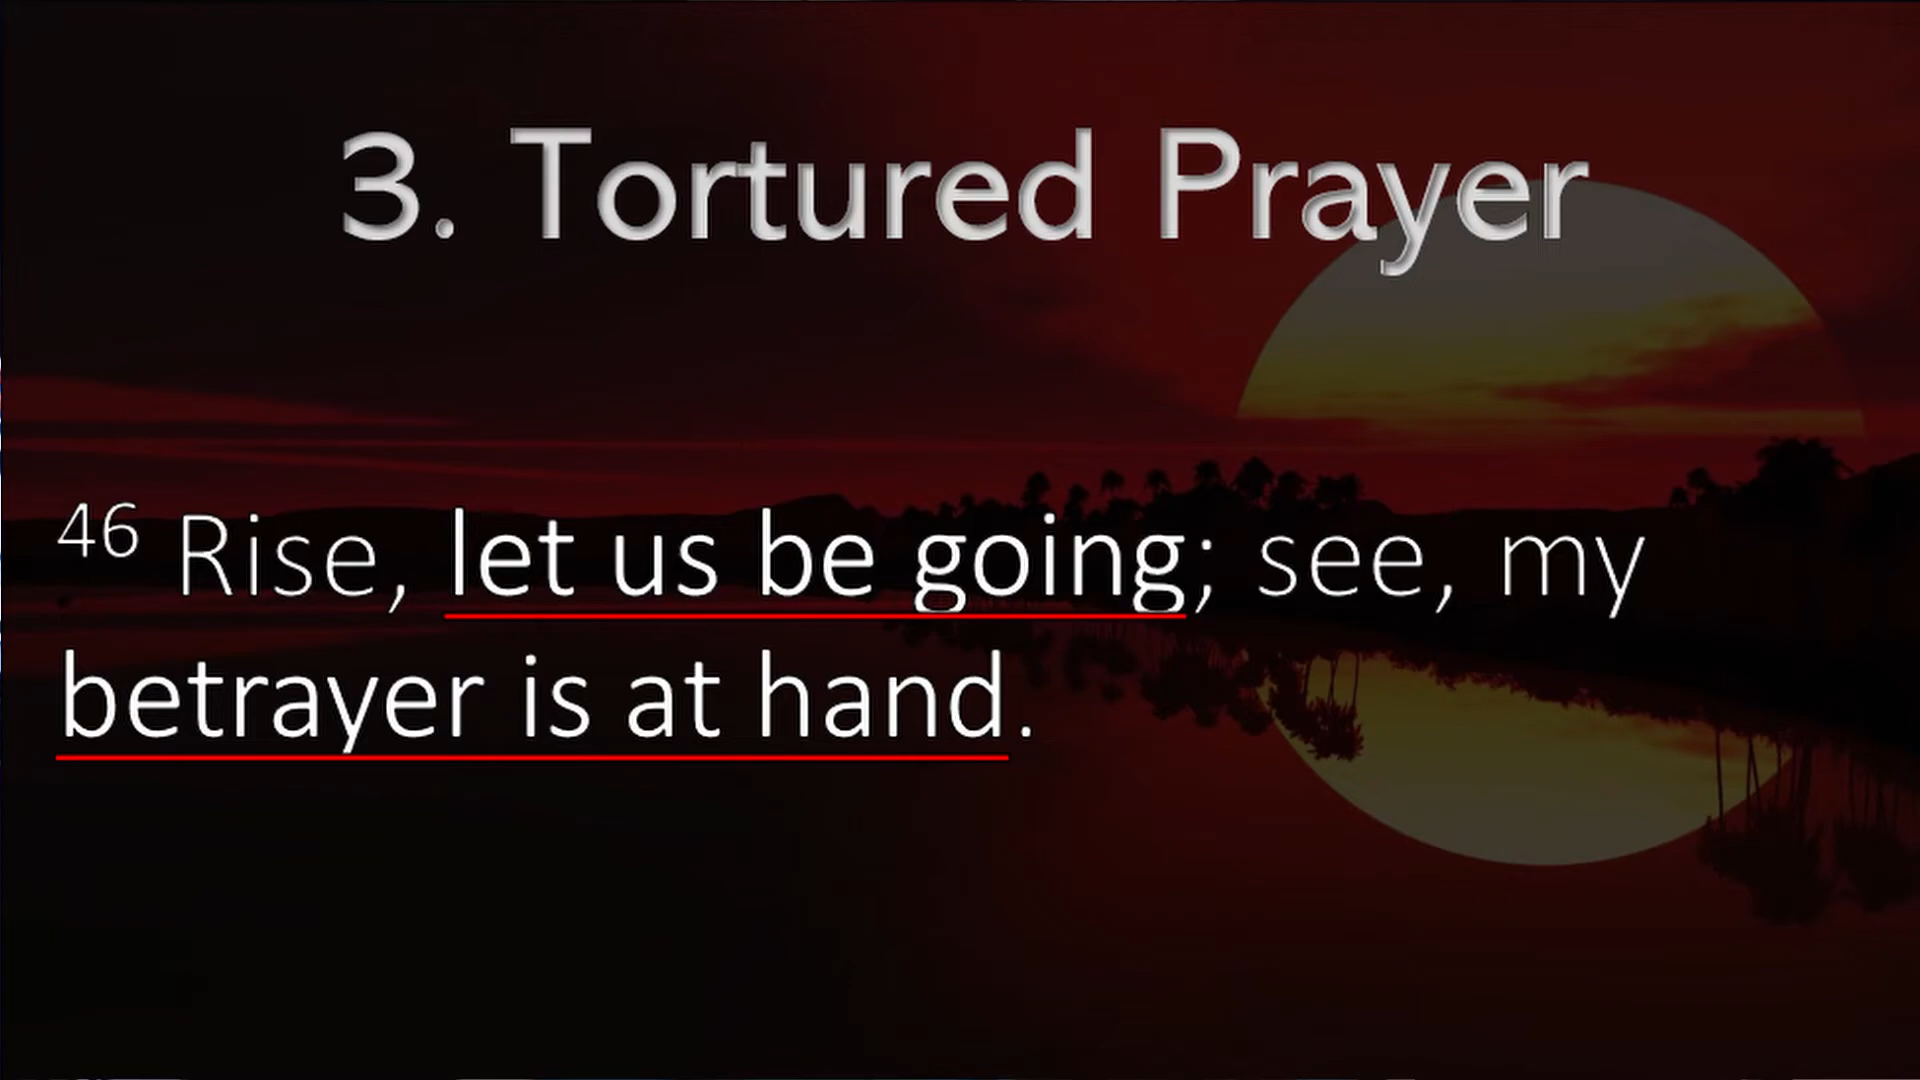 3. Tortured Prayer
46 Rise, let us be going; see, my
betrayer is at hand.